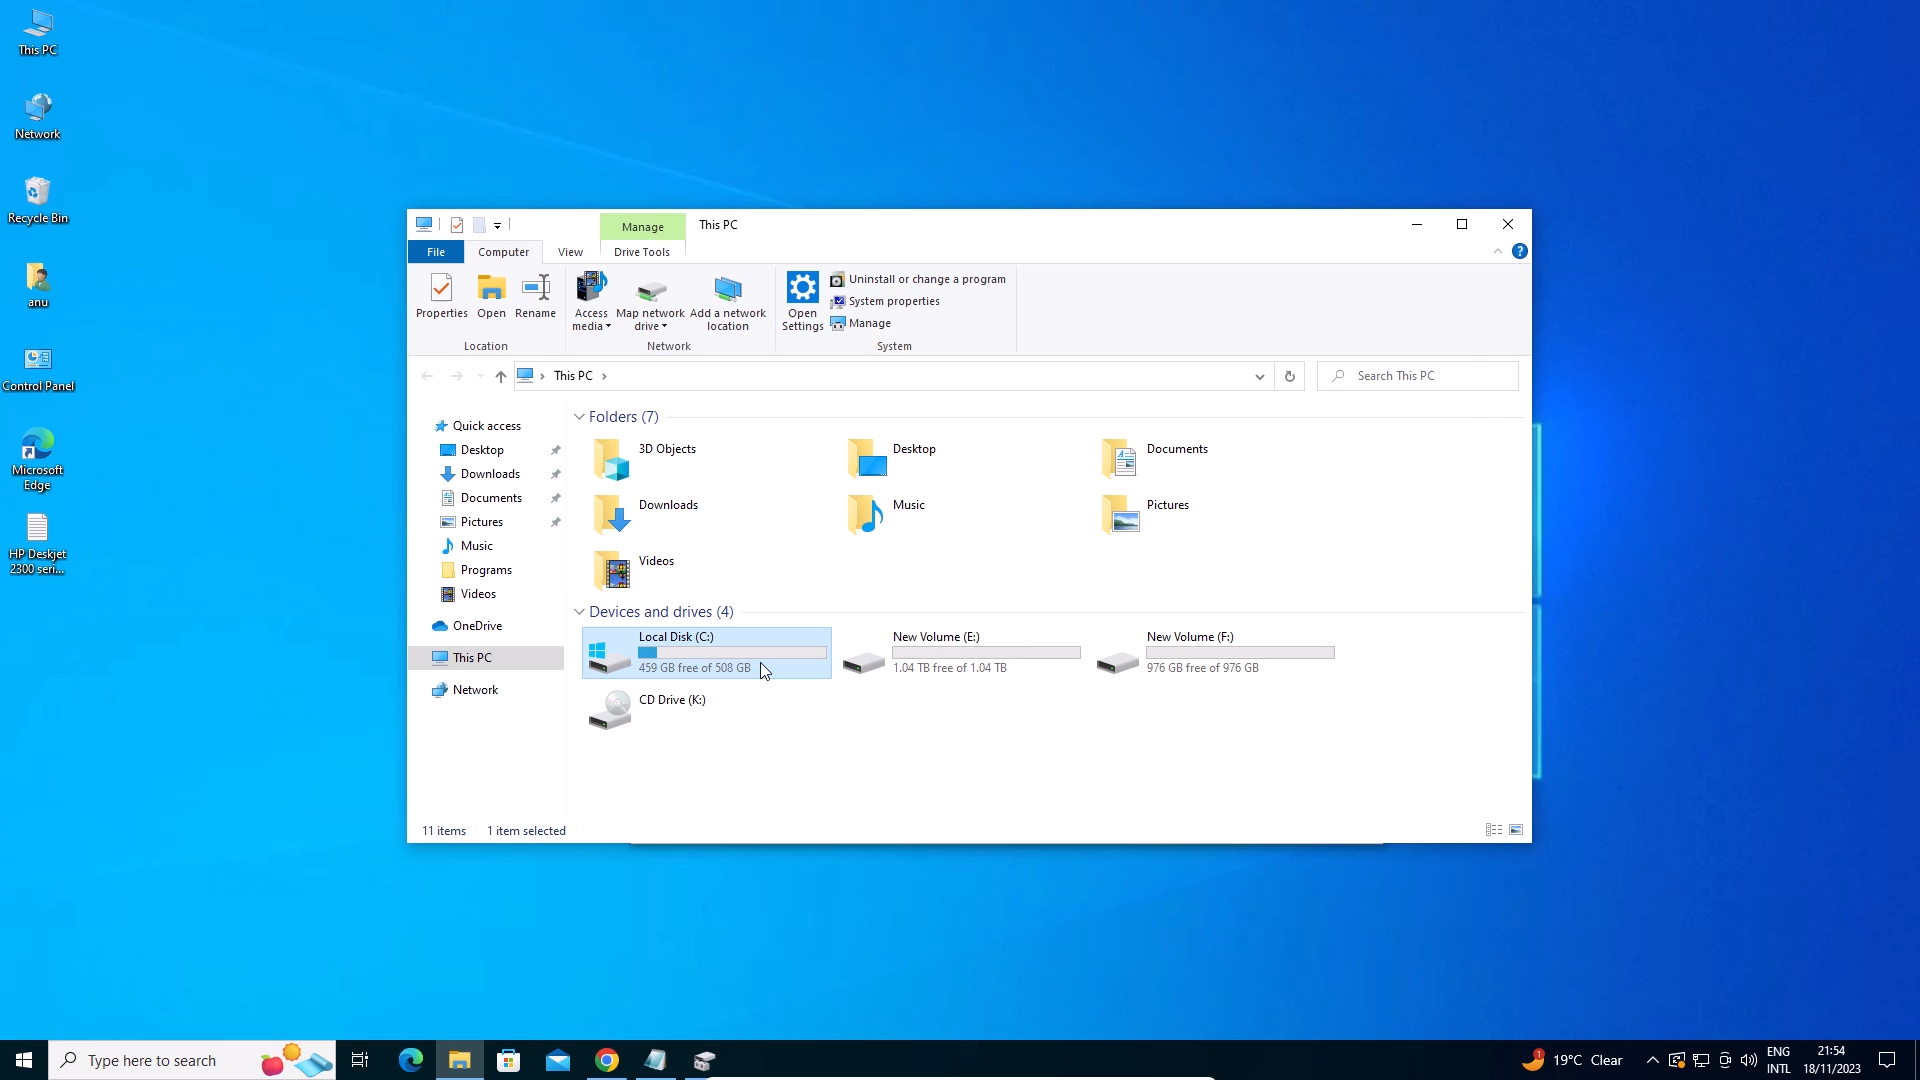 This PC
Network
Recycle Bin
anu
Control Panel
Microsoft
Edge
HP Deskjet
2300 seri...
Manage
This PC
File
Computer
View
Drive Tools
Properties
Open
Rename
Location
Access
media
Map network
drive
Add a network
location
Network
Open
Settings
Uninstall or change a program
System properties
Manage
System
This PC
Search This PC
Quick access
Desktop
Downloads
Documents
Pictures
Music
Programs
Videos
OneDrive
This PC
Network
Folders (7)
3D Objects
Desktop
Documents
Downloads
Music
Pictures
Videos
Devices and drives (4)
Local Disk (C:)
459 GB free of 508 GB
New Volume (E:)
1.04 TB free of 1.04 TB
New Volume (F:)
976 GB free of 976 GB
CD Drive (K:)
11 items
1 item selected
Type here to search
1
19°C Clear
ENG
INTL
21:54
18/11/2023